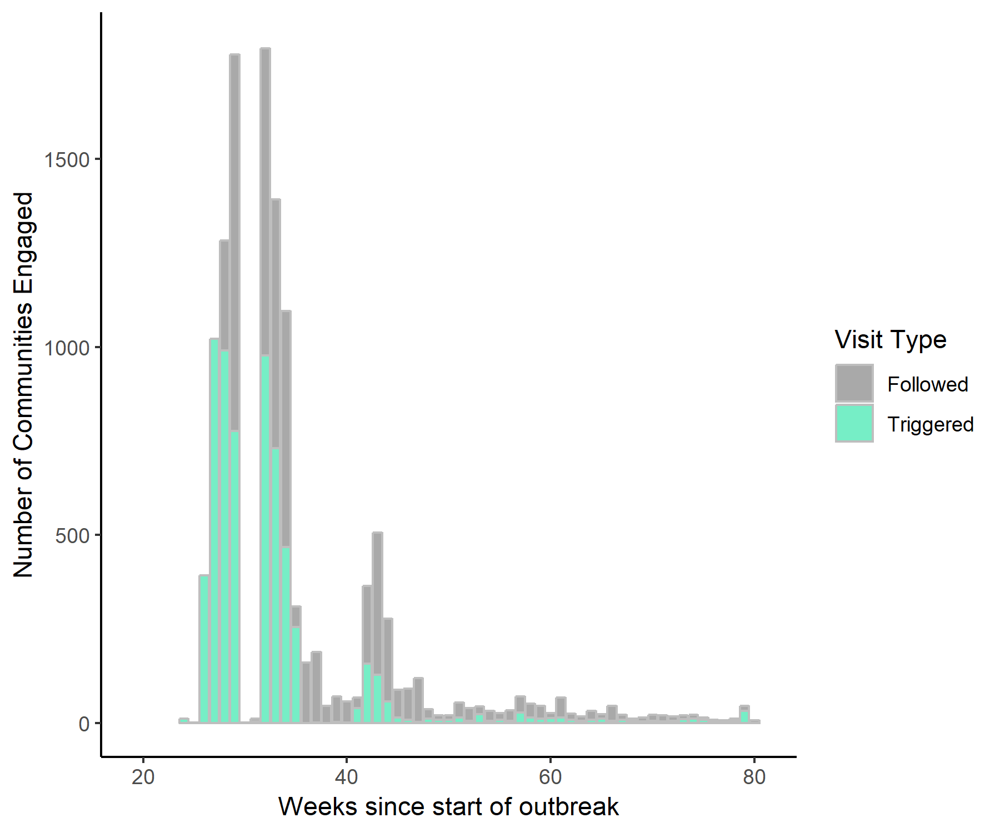 Number of Communities Engaged
1500
1000
500
0
20
40
60
80
Weeks since start of outbreak
Visit Type
Followed
Triggered